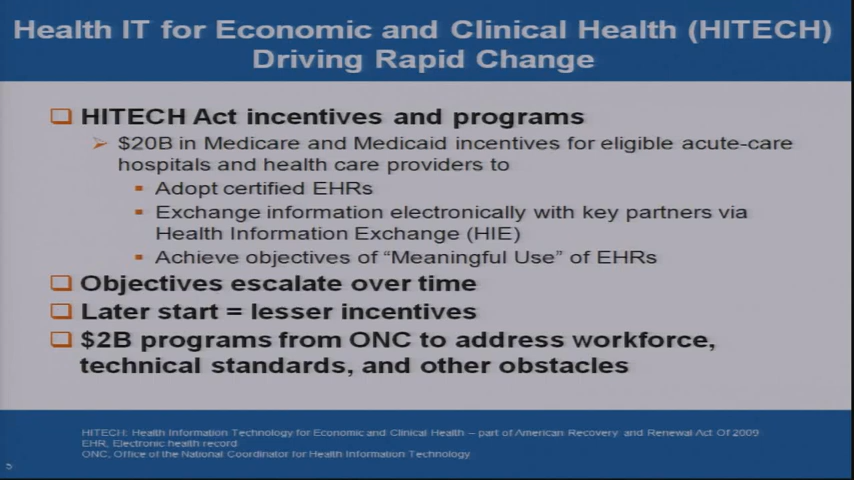 Health IT for Economic and Clinical Health (HITECH)
Driving Rapid Change
HITECH Act incentives and programs
$20B in Medicare and Medicaid incentives for eligible acute-care
hospitals and health care providers to
Adopt certified EHRs
Exchange information electronically with key partners via
Health Information Exchange (HIE)
Achieve objectives of “Meaningful Use” of EHRs
Objectives escalate over time
Later start = lesser incentives
$2B programs from ONC to address workforce,
technical standards, and other obstacles
HITECH: Health Information Technology for Economic and Clinical Health – part of American Recovery and Renewal Act Of 2009
EHR, Electronic health record
ONC, Office of the National Coordinator for Health Information Technology
5